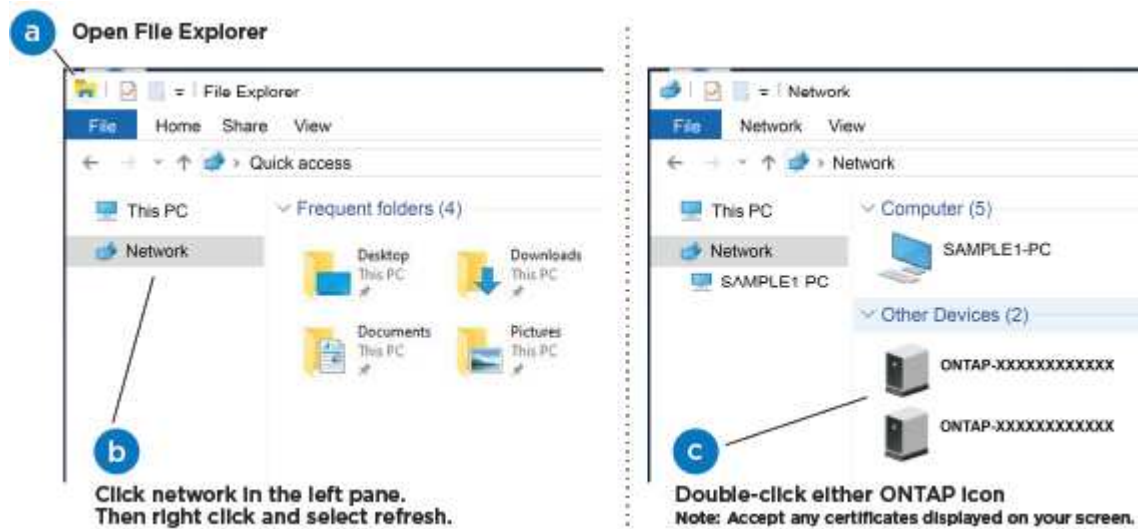 a
Open File Explorer
File Explorer
File Home Share View
Quick access
This PC
Network
Frequent folders (4)
Desktop
This PC
Downloads
This PC
Documents
This PC
Pictures
This PC
b
Click network in the left pane.
Then right click and select refresh.
Network
File Network View
Network
This PC
Network
SAMPLE1 PC
Computer (5)
SAMPLE1-PC
Other Devices (2)
ONTAP-XXXXXXXXXXXX
ONTAP-XXXXXXXXXXXX
c
Double-click either ONTAP icon
Note: Accept any certificates displayed on your screen.